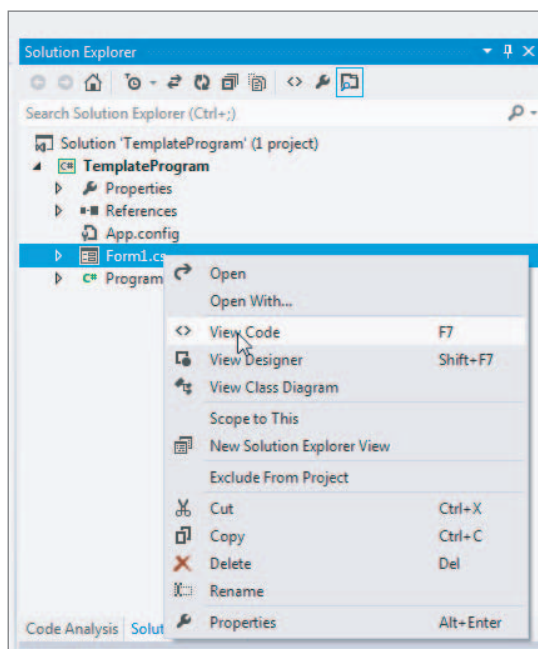 Solution Explorer
Search Solution Explorer (Ctrl+;)
Solution 'TemplateProgram' (1 project)
C# TemplateProgram
Properties
References
App.config
Form1.cs
C# Program
Open
Open With...
View Code F7
View Designer Shift+F7
View Class Diagram
Scope to This
New Solution Explorer View
Exclude From Project
Cut Ctrl+X
Copy Ctrl+C
Delete Del
Rename
Properties Alt+Enter
Code Analysis Solut